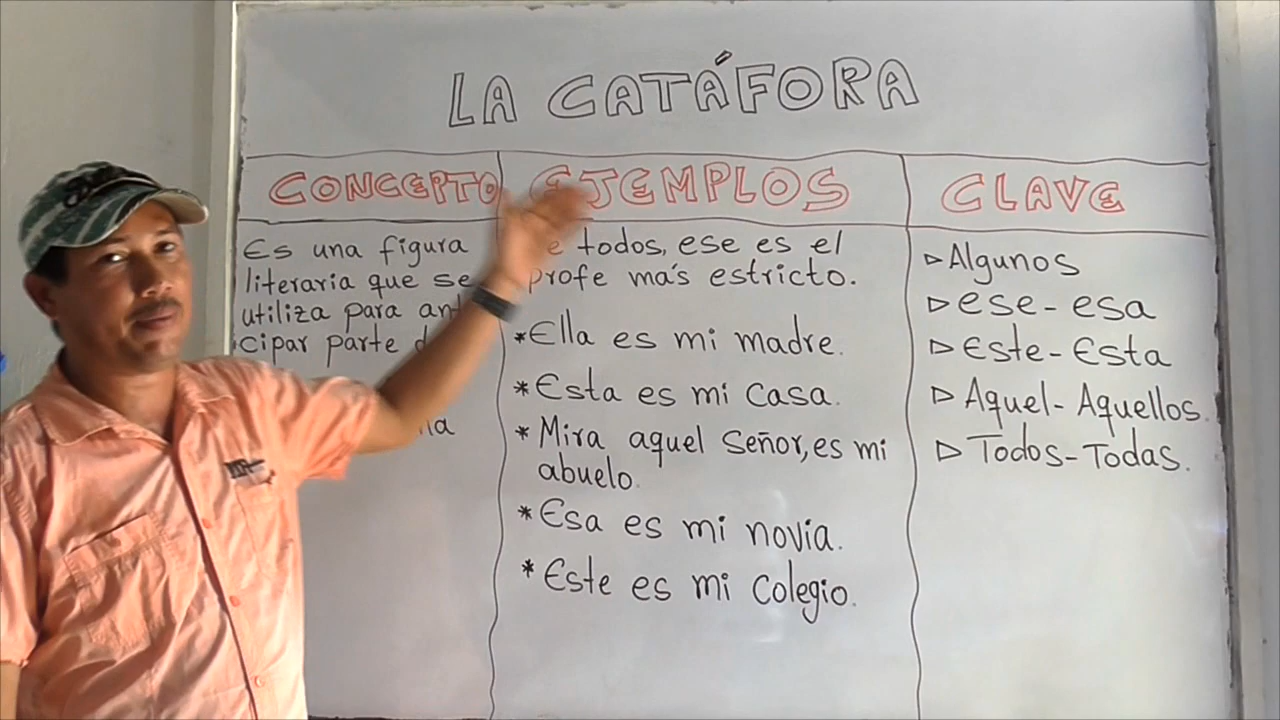 LA CATÁFORA
CONCEPTO
Es una figura
literaria que se
utiliza para
cipar parte
EJEMPLOS
todos, ese es el
profe más estricto.
*Ella es mi madre.
*Esta es mi casa.
*Mira aquel señor, es mi
abuelo.
*Esa es mi novia.
*Este es mi colegio.
CLAVE
▷Algunos
▷ese-esa
▷Este-Esta
▷Aquel-Aquellos.
▷Todos-Todas.